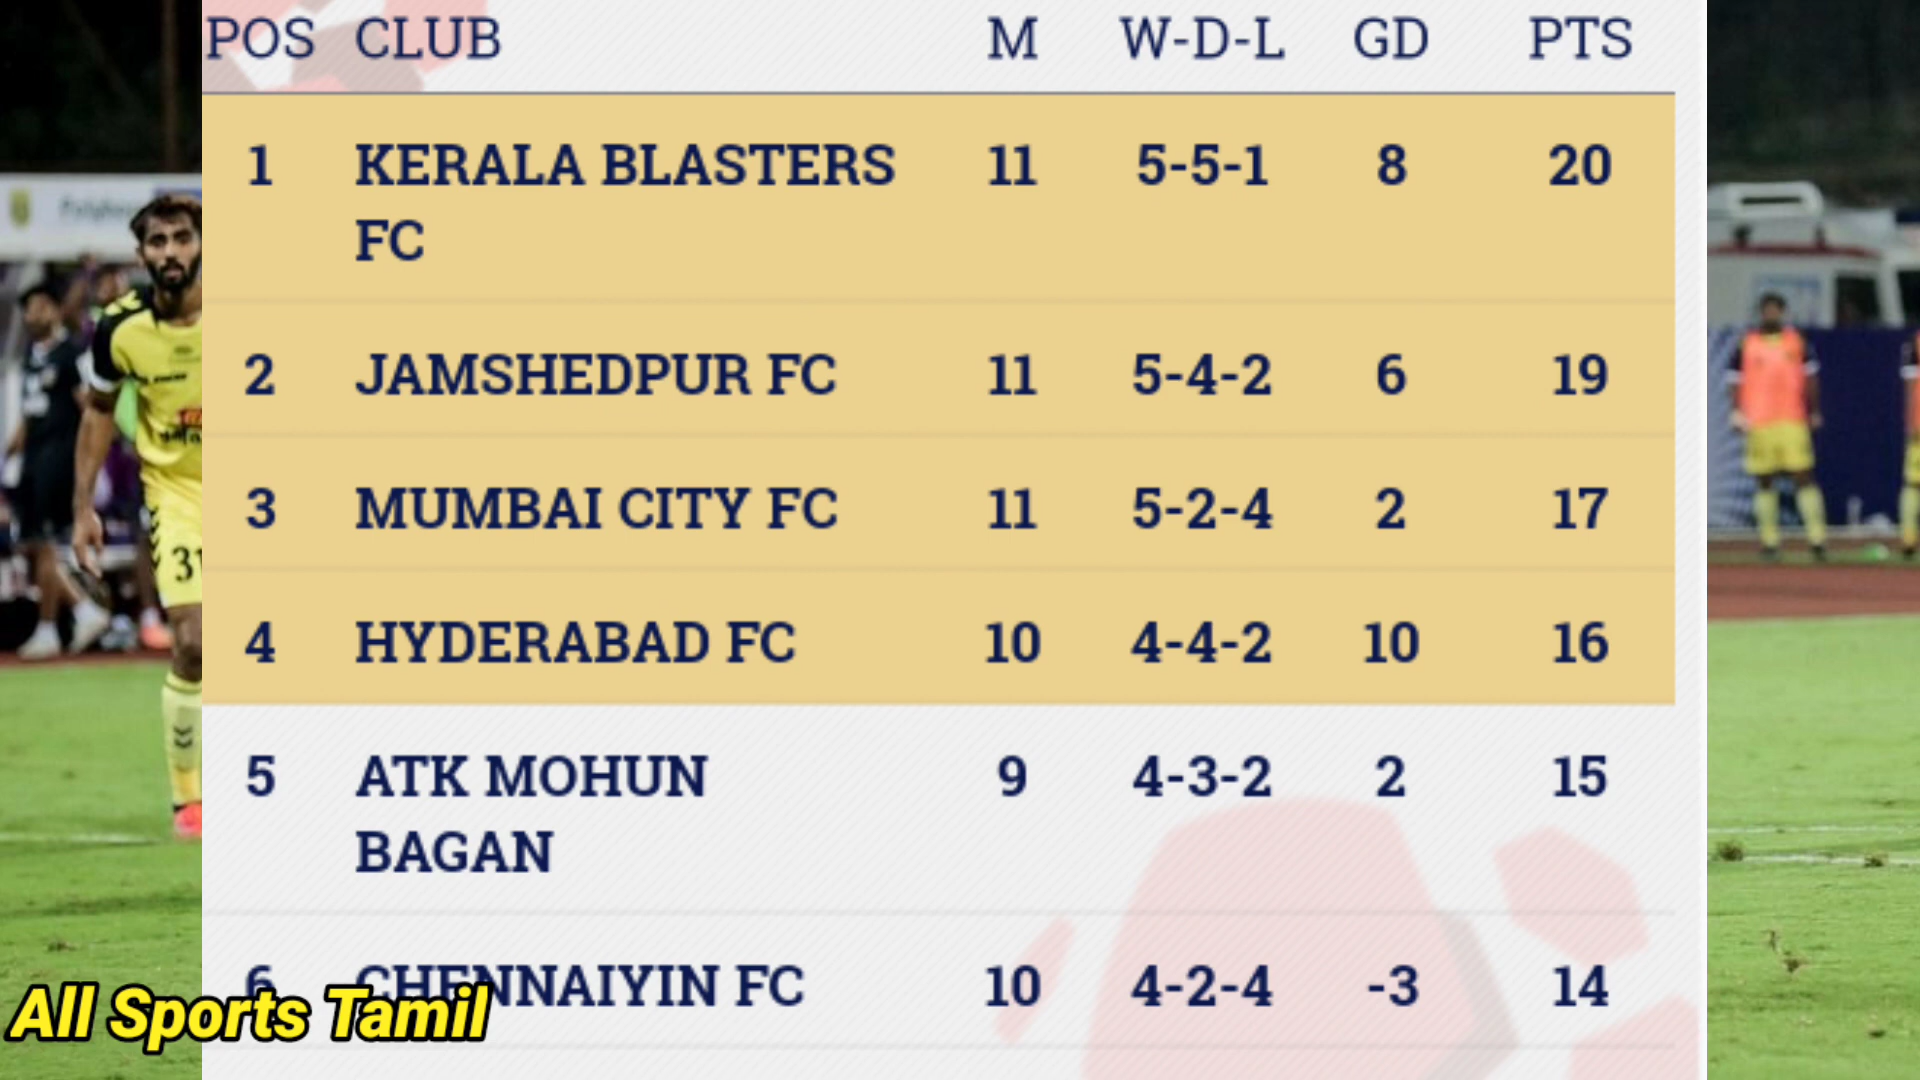 POS CLUB M W-D-L GD PTS
1 KERALA BLASTERS 11 5-5-1 8 20
FC
2 JAMSHEDPUR FC 11 5-4-2 6 19
3 MUMBAI CITY FC 11 5-2-4 2 17
31
4 HYDERABAD FC 10 4-4-2 10 16
5 ATK MOHUN 9 4-3-2 2 15
BAGAN
6 CHENNAIYIN FC 10 4-2-4 -3 14
All Sports Tamil